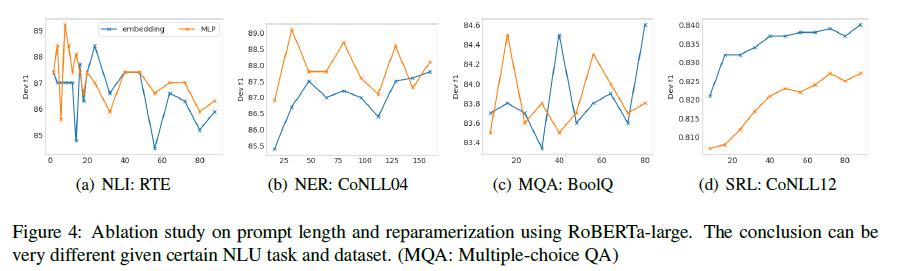 embedding MLP
Dev f1
89
88
87
86
85
0 20 40 60 80
Dev f1
89.0
88.5
88.0
87.5
87.0
86.5
86.0
85.5
25 50 75 100 125 150
Dev f1
84.6
84.4
84.2
84.0
83.8
83.6
83.4
20 40 60 80
Dev f1
0.840
0.835
0.830
0.825
0.820
0.815
0.810
20 40 60 80
(a) NLI: RTE
(b) NER: CoNLL04
(c) MQA: BoolQ
(d) SRL: CoNLL12
Figure 4: Ablation study on prompt length and reparamerization using RoBERTa-large. The conclusion can be
very different given certain NLU task and dataset. (MQA: Multiple-choice QA)